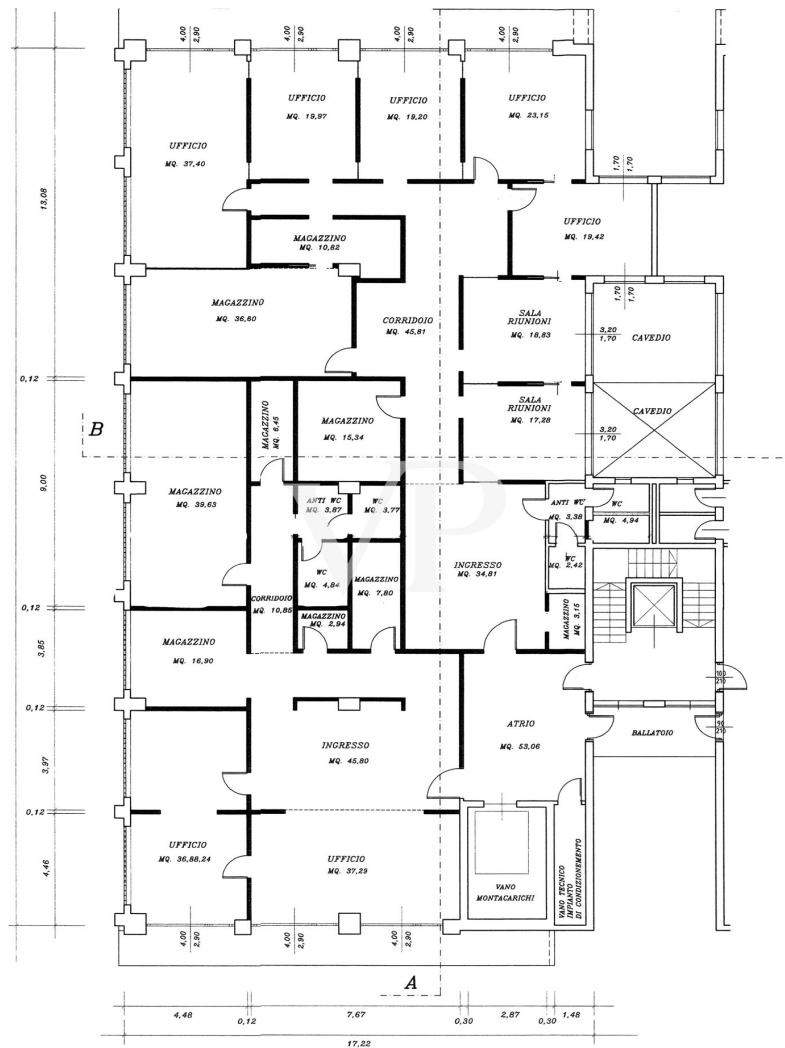 4,00
2,90
4,00
2,90
4,00
2,90
UFFICIO
MQ. 19,97
UFFICIO
MQ. 19,20
UFFICIO
MQ. 23,15
UFFICIO
MQ. 37,40
13,08
1,70
1,70
UFFICIO
MQ. 19,42
MAGAZZINO
MQ. 10,82
MAGAZZINO
MQ. 36,60
CORRIDOIO
MQ. 45,81
SALA
RIUNIONI
MQ. 18,83
1,70
1,70
3,20
1,70
CAVEDIO
0,12
B
MAGAZZINO
MQ. 6,45
MAGAZZINO
MQ. 15,34
SALA
RIUNIONI
MQ. 17,28
CAVEDIO
3,20
1,70
9,00
MAGAZZINO
MQ. 39,63
ANTI WC
MQ. 3,87
WC
MQ. 3,77
ANTI WC
MQ. 3,38
WC
MQ. 4,94
VP
INGRESSO
MQ. 34,81
WC
MQ. 2,42
WC
MQ. 4,84
MAGAZZINO
MQ. 7,80
CORRIDOIO
MQ. 10,85
MAGAZZINO
MQ. 2,94
MAGAZZINO
MQ. 3,15
0,12
3,85
MAGAZZINO
MQ. 16,90
100
210
0,12
INGRESSO
MQ. 45,80
ATRIO
MQ. 53,06
BALLATOIO
90
210
3,97
0,12
UFFICIO
MQ. 36,88,24
UFFICIO
MQ. 37,29
4,46
VANO
MONTACARICHI
VANO TECNICO
IMPIANTO
DI CONDIZIONEMENTO
4,00
2,90
4,00
2,90
4,00
2,90
A
4,48
0,12
7,67
0,30
2,87
0,30
1,48
17,22